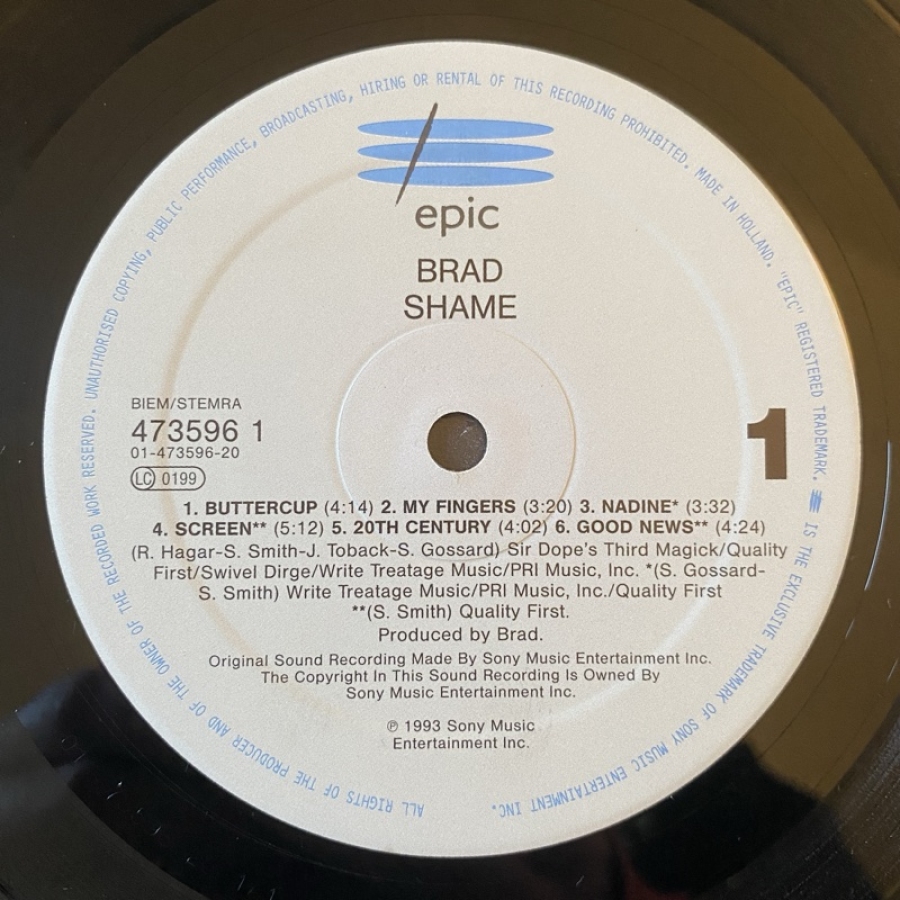 ALL RIGHTS OF THE PRODUCER AND OF THE OWNER OF THE RECORDED WORK RESERVED. UNAUTHORISED COPYING, PUBLIC PERFORMANCE, BROADCASTING, HIRING OR RENTAL OF THIS RECORDING PROHIBITED. MADE IN HOLLAND. "EPIC" REGISTERED TRADEMARK. IS THE EXCLUSIVE TRADEMARK OF SONY MUSIC ENTERTAINMENT INC.
epic
BRAD
SHAME
BIEM/STEMRA
473596 1
01-473596-20
LC 0199
1
1. BUTTERCUP (4:14) 2. MY FINGERS (3:20) 3. NADINE* (3:32)
4. SCREEN** (5:12) 5. 20TH CENTURY (4:02) 6. GOOD NEWS** (4:24)
(R. Hagar-S. Smith-J. Toback-S. Gossard) Sir Dope's Third Magick/Quality
First/Swivel Dirge/Write Treatage Music/PRI Music, Inc. *(S. Gossard-
S. Smith) Write Treatage Music/PRI Music, Inc./Quality First
**(S. Smith) Quality First.
Produced by Brad.
Original Sound Recording Made By Sony Music Entertainment Inc.
The Copyright In This Sound Recording Is Owned By
Sony Music Entertainment Inc.
℗ 1993 Sony Music
Entertainment Inc.